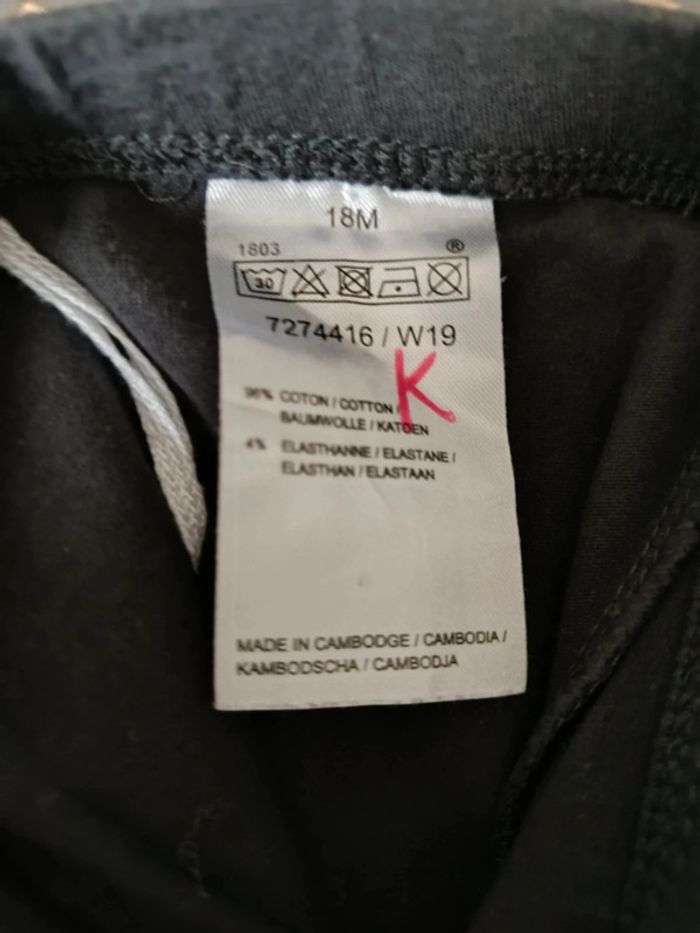 18M
1803 ®
30
7274416 / W19
K
96% COTON / COTTON /
BAUMWOLLE / KATOEN
4% ELASTHANNE / ELASTANE /
ELASTHAN / ELASTAAN
MADE IN CAMBODGE / CAMBODIA /
KAMBODSCHA / CAMBODJA